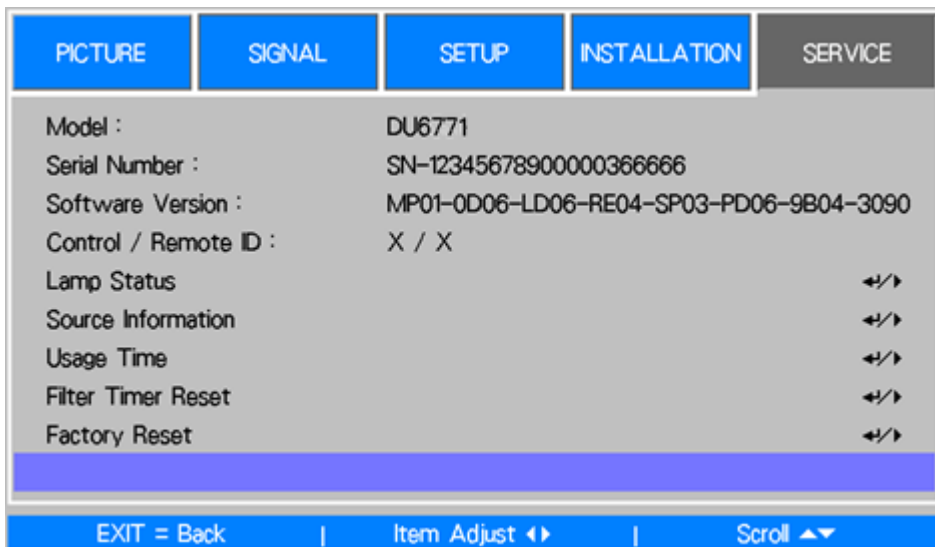 PICTURE SIGNAL SETUP INSTALLATION SERVICE
Model : DU6771
Serial Number : SN-12345678900000366666
Software Version : MP01-0D06-LD06-RE04-SP03-PD06-9B04-3090
Control / Remote ID : X / X
Lamp Status
Source Information
Usage Time
Filter Timer Reset
Factory Reset
EXIT = Back | Item Adjust ◂▸ | Scroll ▴▾